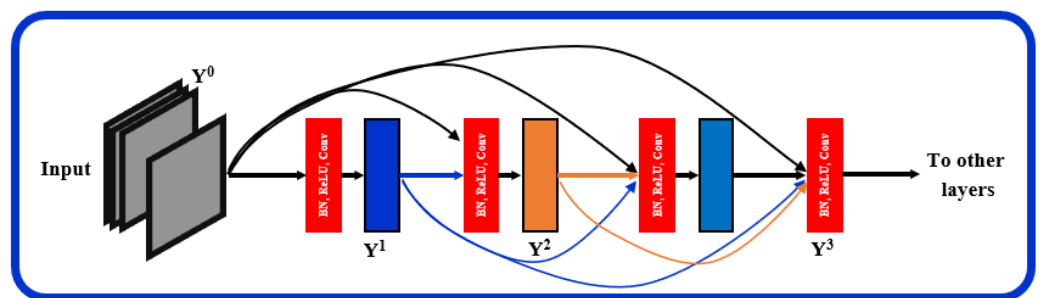 Y⁰
Input
BN, ReLU, Conv
BN, ReLU, Conv
BN, ReLU, Conv
BN, ReLU, Conv
To other
layers
Y¹
Y²
Y³